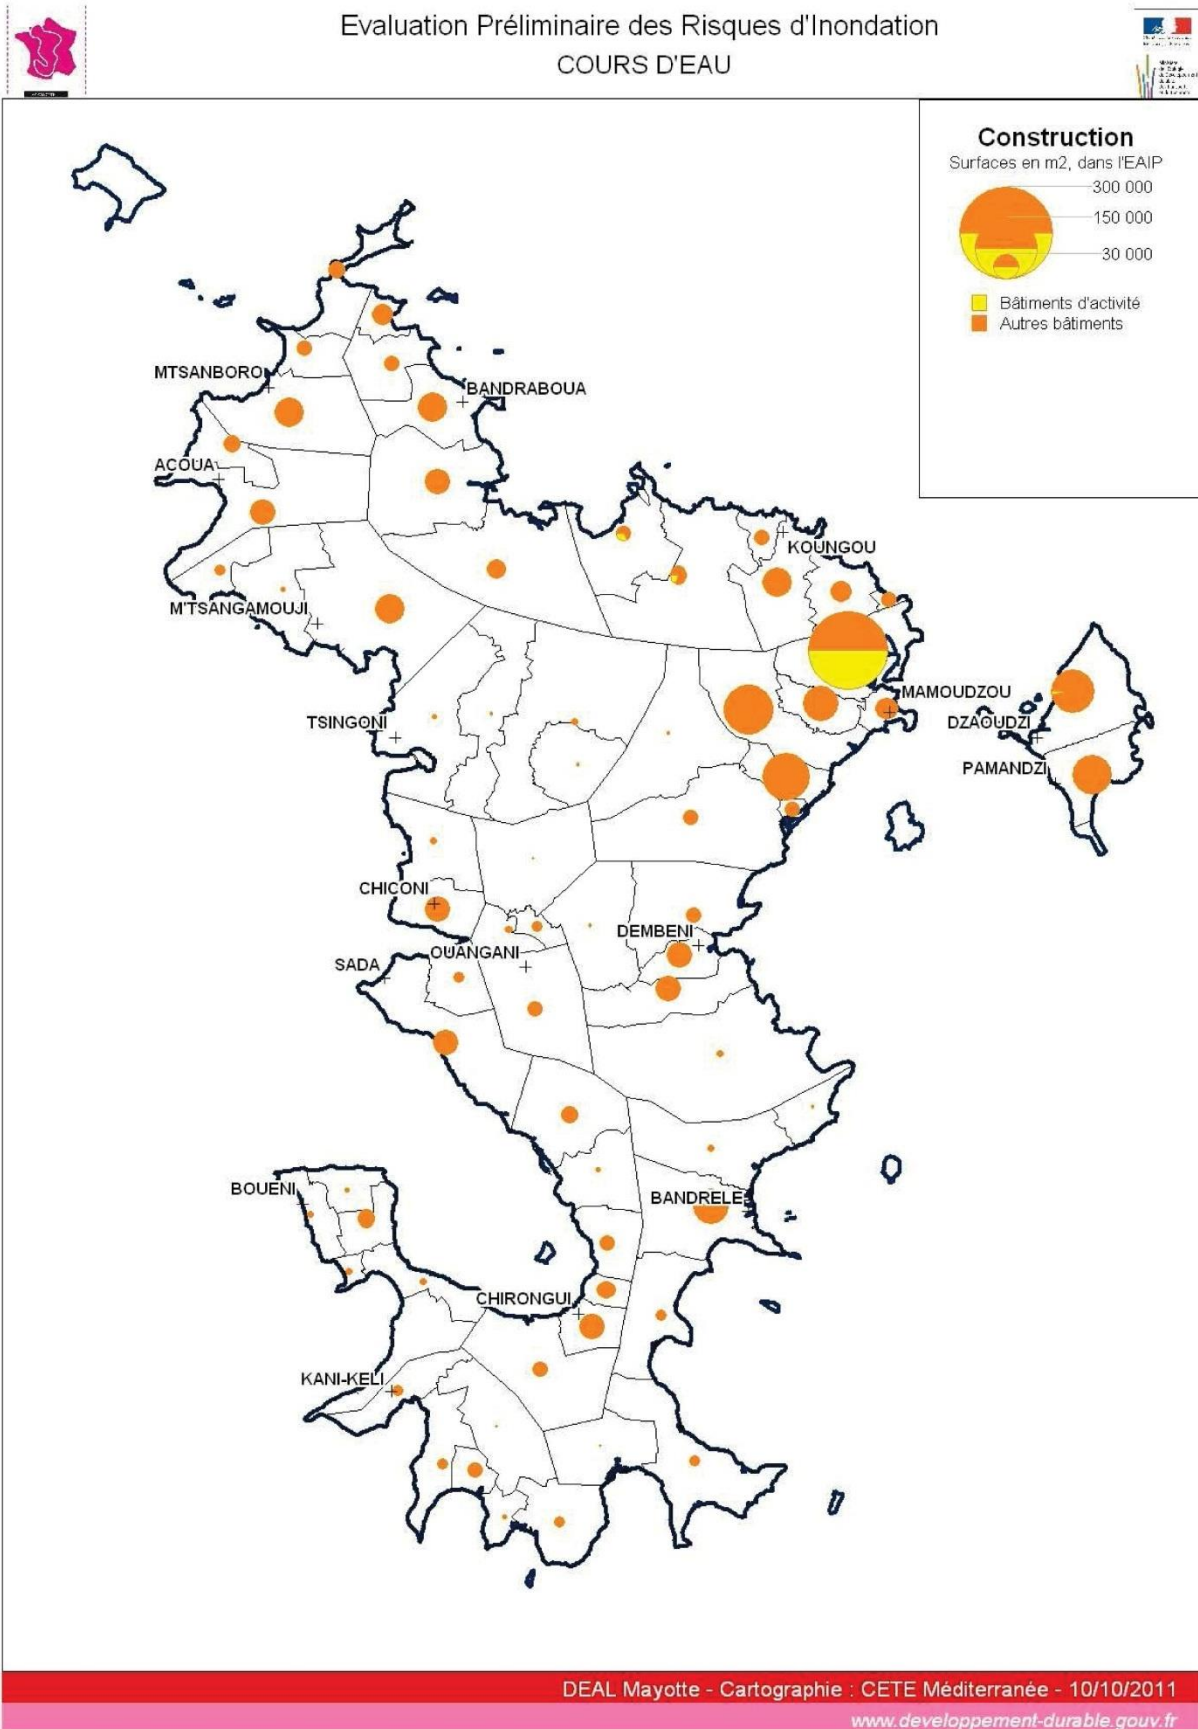 Evaluation Préliminaire des Risques d'Inondation
COURS D'EAU
Construction
Surfaces en m2, dans l'EAIP
300 000
150 000
30 000
Bâtiments d'activité
Autres bâtiments
MTSANBORO
BANDRABOUA
ACOUA
KOUNGOU
M'TSANGAMOUJI
MAMOUDZOU
TSINGONI
DZAOUDZI
PAMANDZI
CHICONI
DEMBENI
OUANGANI
SADA
BOUENI
BANDRELE
CHIRONGUI
KANI-KELI
DEAL Mayotte - Cartographie : CETE Méditerranée - 10/10/2011
www.developpement-durable.gouv.fr